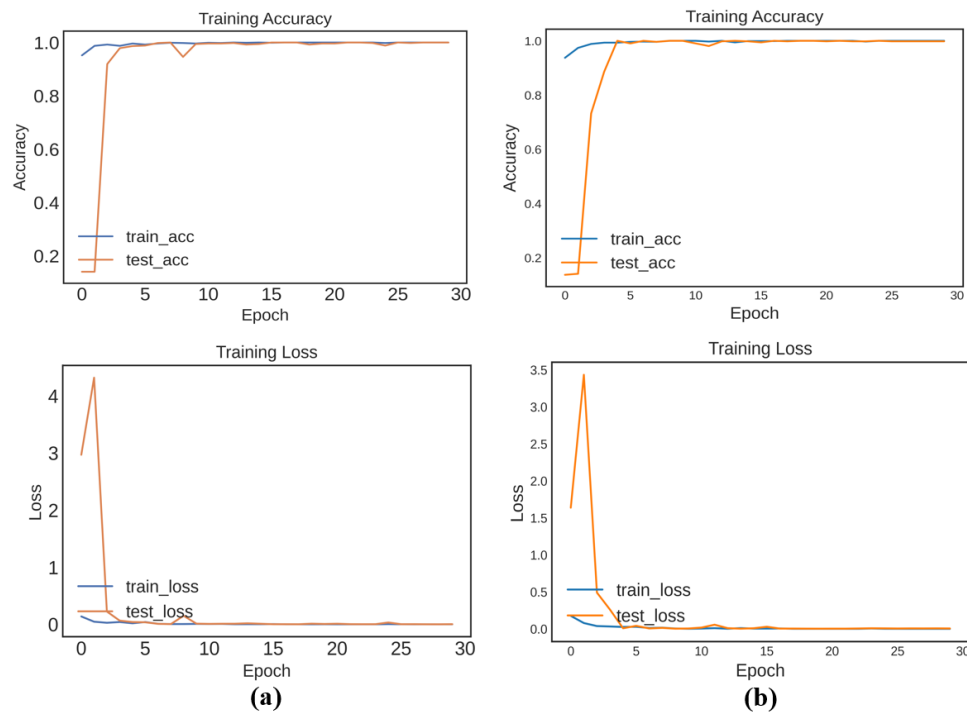 Training Accuracy
1.0
0.8
0.6
0.4
0.2
Accuracy
train_acc
test_acc
0 5 10 15 20 25 30
Epoch
Training Accuracy
1.0
0.8
0.6
0.4
0.2
Accuracy
train_acc
test_acc
0 5 10 15 20 25 30
Epoch
Training Loss
4
3
2
1
0
Loss
train_loss
test_loss
0 5 10 15 20 25 30
Epoch
(a)
Training Loss
3.5
3.0
2.5
2.0
1.5
1.0
0.5
0.0
Loss
train_loss
test_loss
0 5 10 15 20 25 30
Epoch
(b)